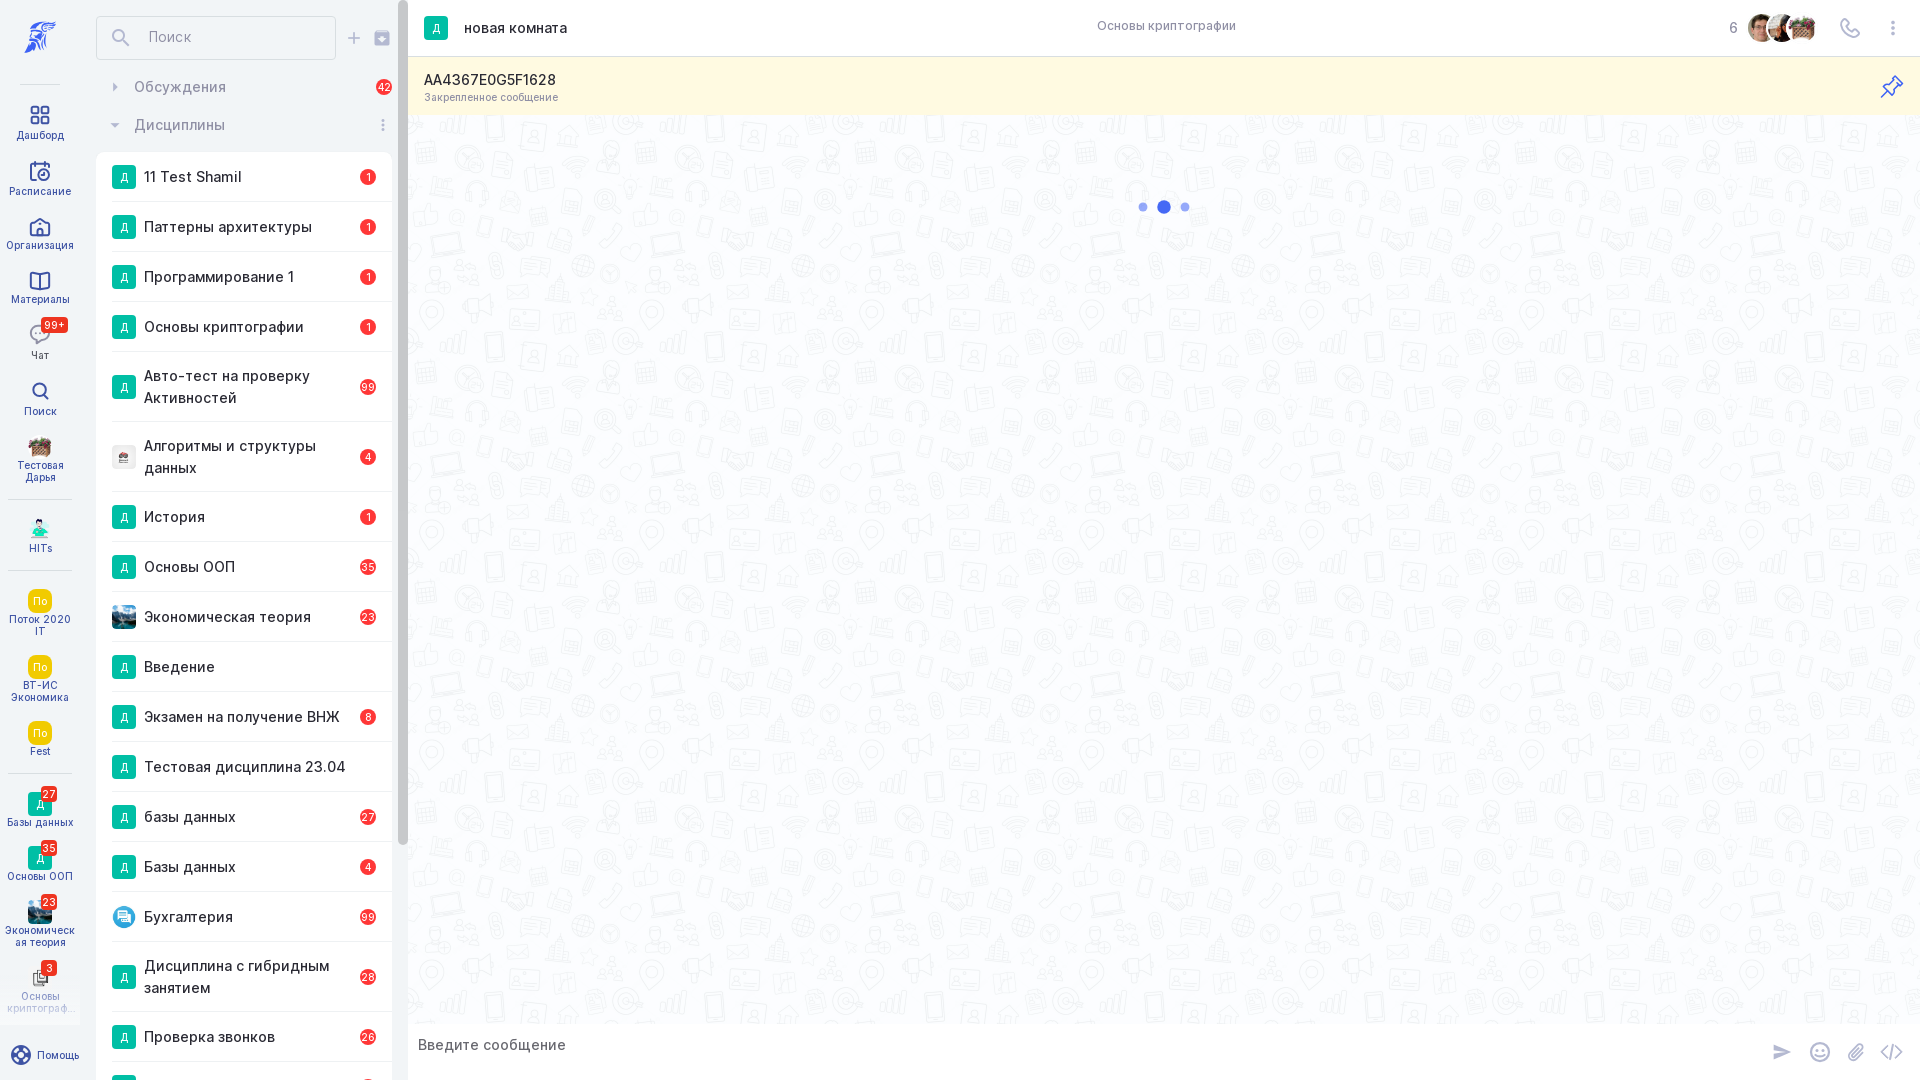 Дашборд
Расписание
Организация
Материалы
99+
Чат
Поиск
Тестовая
Дарья
HITs
По
Поток 2020
IT
По
ВТ-ИС
Экономика
По
Fest
27
Д
Базы данных
35
Д
Основы ООП
23
Экономическ
ая теория
3
Основы
криптограф...
Помощь
Поиск
Обсуждения
42
Дисциплины
Д 11 Test Shamil 1
Д Паттерны архитектуры 1
Д Программирование 1 1
Д Основы криптографии 1
Д Авто-тест на проверку
Активностей 99
Алгоритмы и структуры
данных 4
Д История 1
Д Основы ООП 35
Экономическая теория 23
Д Введение
Д Экзамен на получение ВНЖ 8
Д Тестовая дисциплина 23.04
Д базы данных 27
Д Базы данных 4
Бухгалтерия 99
Д Дисциплина с гибридным
занятием 28
Д Проверка звонков 26
Д новая комната
Основы криптографии
6
AA4367E0G5F1628
Закрепленное сообщение
Введите сообщение